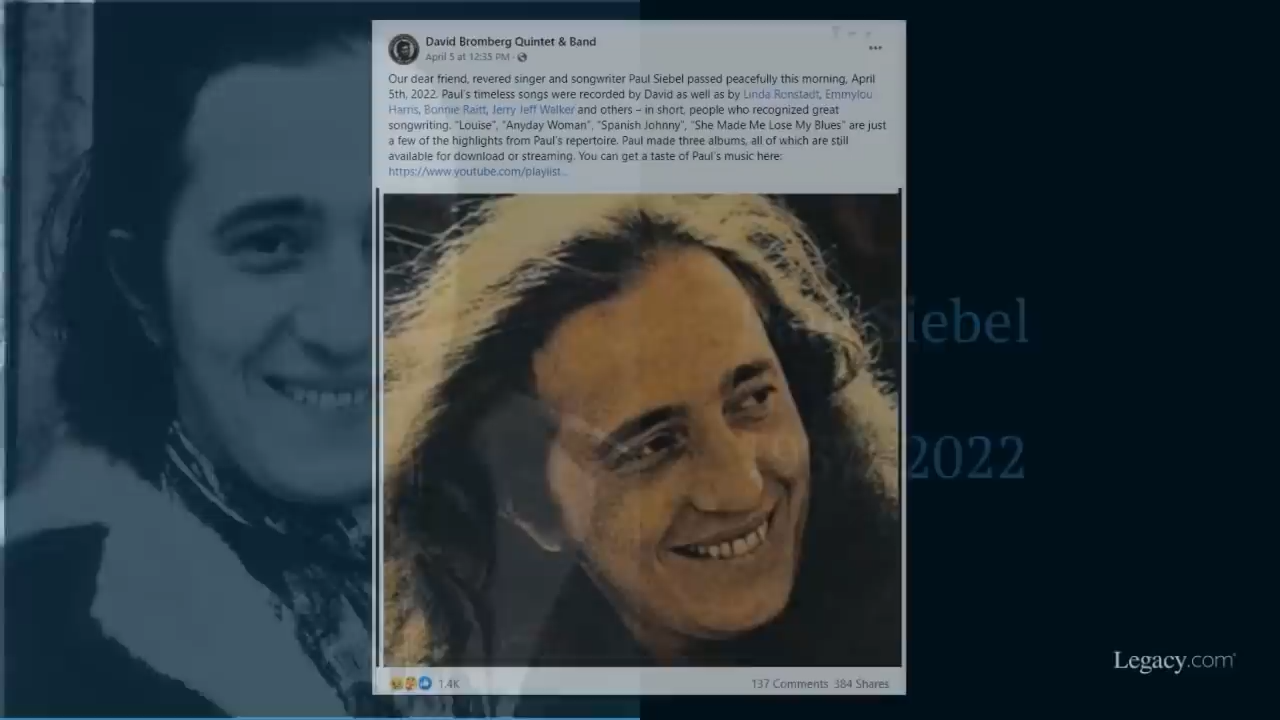 David Bromberg Quintet & Band
April 5 at 12:35 PM ·
Our dear friend, revered singer and songwriter Paul Siebel passed peacefully this morning, April
5th, 2022. Paul's timeless songs were recorded by David as well as by Linda Ronstadt, Emmylou
Harris, Bonnie Raitt, Jerry Jeff Walker and others – in short, people who recognized great
songwriting. "Louise", "Anyday Woman", "Spanish Johnny", "She Made Me Lose My Blues" are just
a few of the highlights from Paul's repertoire. Paul made three albums, all of which are still
available for download or streaming. You can get a taste of Paul's music here:
https://www.youtube.com/playlist...
iebel
2022
1.4K
137 Comments 384 Shares
Legacy.com